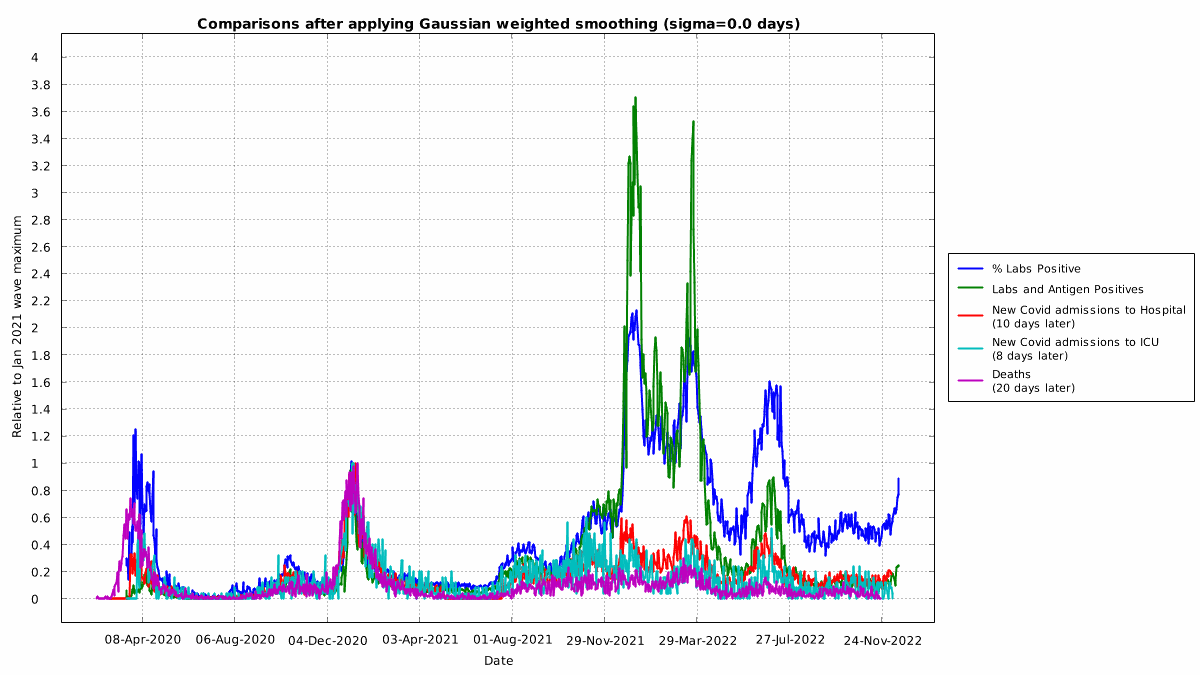 Comparisons after applying Gaussian weighted smoothing (sigma=0.0 days)
4
3.8
3.6
3.4
3.2
3
2.8
2.6
2.4
2.2
2
1.8
1.6
1.4
1.2
1
0.8
0.6
0.4
0.2
0
Relative to Jan 2021 wave maximum
08-Apr-2020 06-Aug-2020 04-Dec-2020 03-Apr-2021 01-Aug-2021 29-Nov-2021 29-Mar-2022 27-Jul-2022 24-Nov-2022
Date
% Labs Positive
Labs and Antigen Positives
New Covid admissions to Hospital
(10 days later)
New Covid admissions to ICU
(8 days later)
Deaths
(20 days later)